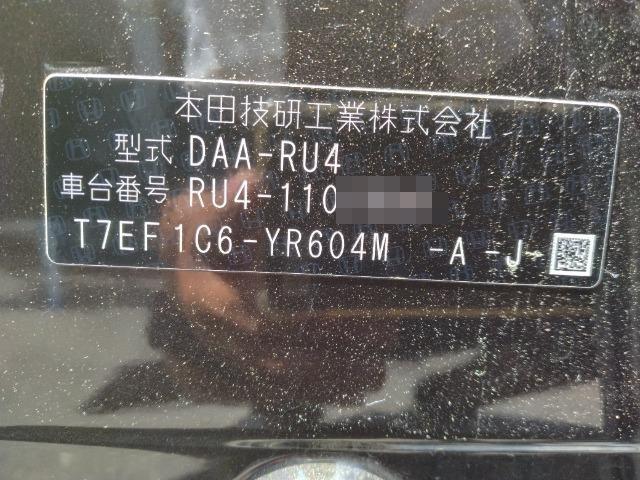 本田技研工業株式会社
型式 DAA-RU4
車台番号 RU4-110
T7EF1C6-YR604M -A -J-